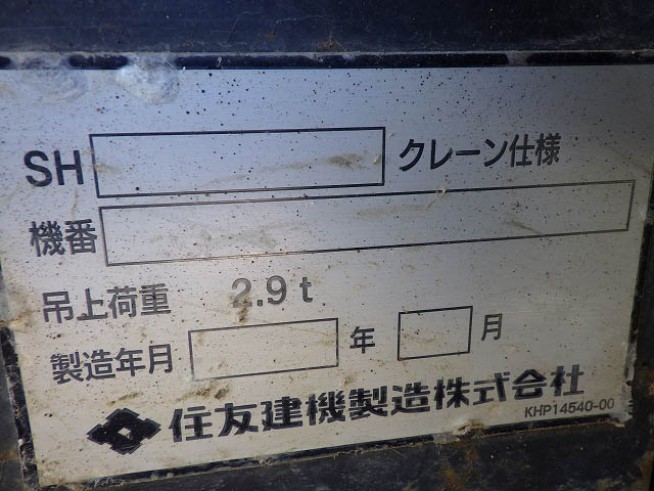 SH クレーン仕様
機番
吊上荷重 2.9t
製造年月 年 月
住友建機製造株式会社
KHP14540-00